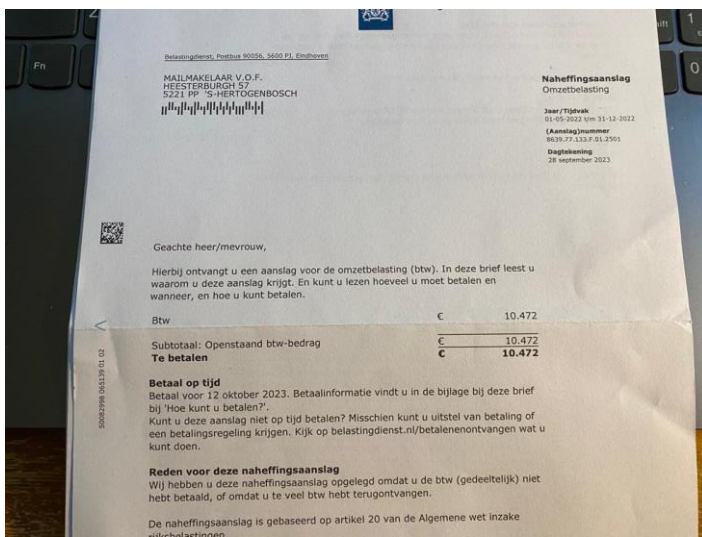 Belastingdienst, Postbus 90056, 5600 PJ, Eindhoven
MAILMAKELAAR V.O.F.
HEESTERBURGH 57
5221 PP 'S-HERTOGENBOSCH
Naheffingsaanslag
Omzetbelasting
Jaar/Tijdvak
01-05-2022 t/m 31-12-2022
(Aanslag)nummer
8639.77.133.F.01.2501
Dagtekening
28 september 2023
Geachte heer/mevrouw,
Hierbij ontvangt u een aanslag voor de omzetbelasting (btw). In deze brief leest u
waarom u deze aanslag krijgt. En kunt u lezen hoeveel u moet betalen en
wanneer, en hoe u kunt betalen.
Btw € 10.472
Subtotaal: Openstaand btw-bedrag € 10.472
Te betalen € 10.472
Betaal op tijd
Betaal voor 12 oktober 2023. Betaalinformatie vindt u in de bijlage bij deze brief
bij 'Hoe kunt u betalen?'.
Kunt u deze aanslag niet op tijd betalen? Misschien kunt u uitstel van betaling of
een betalingsregeling krijgen. Kijk op belastingdienst.nl/betalenenontvangen wat u
kunt doen.
Reden voor deze naheffingsaanslag
Wij hebben u deze naheffingsaanslag opgelegd omdat u de btw (gedeeltelijk) niet
hebt betaald, of omdat u te veel btw hebt terugontvangen.
De naheffingsaanslag is gebaseerd op artikel 20 van de Algemene wet inzake
rijksbelastingen
50082998 065139 01 02
Fn
1
0